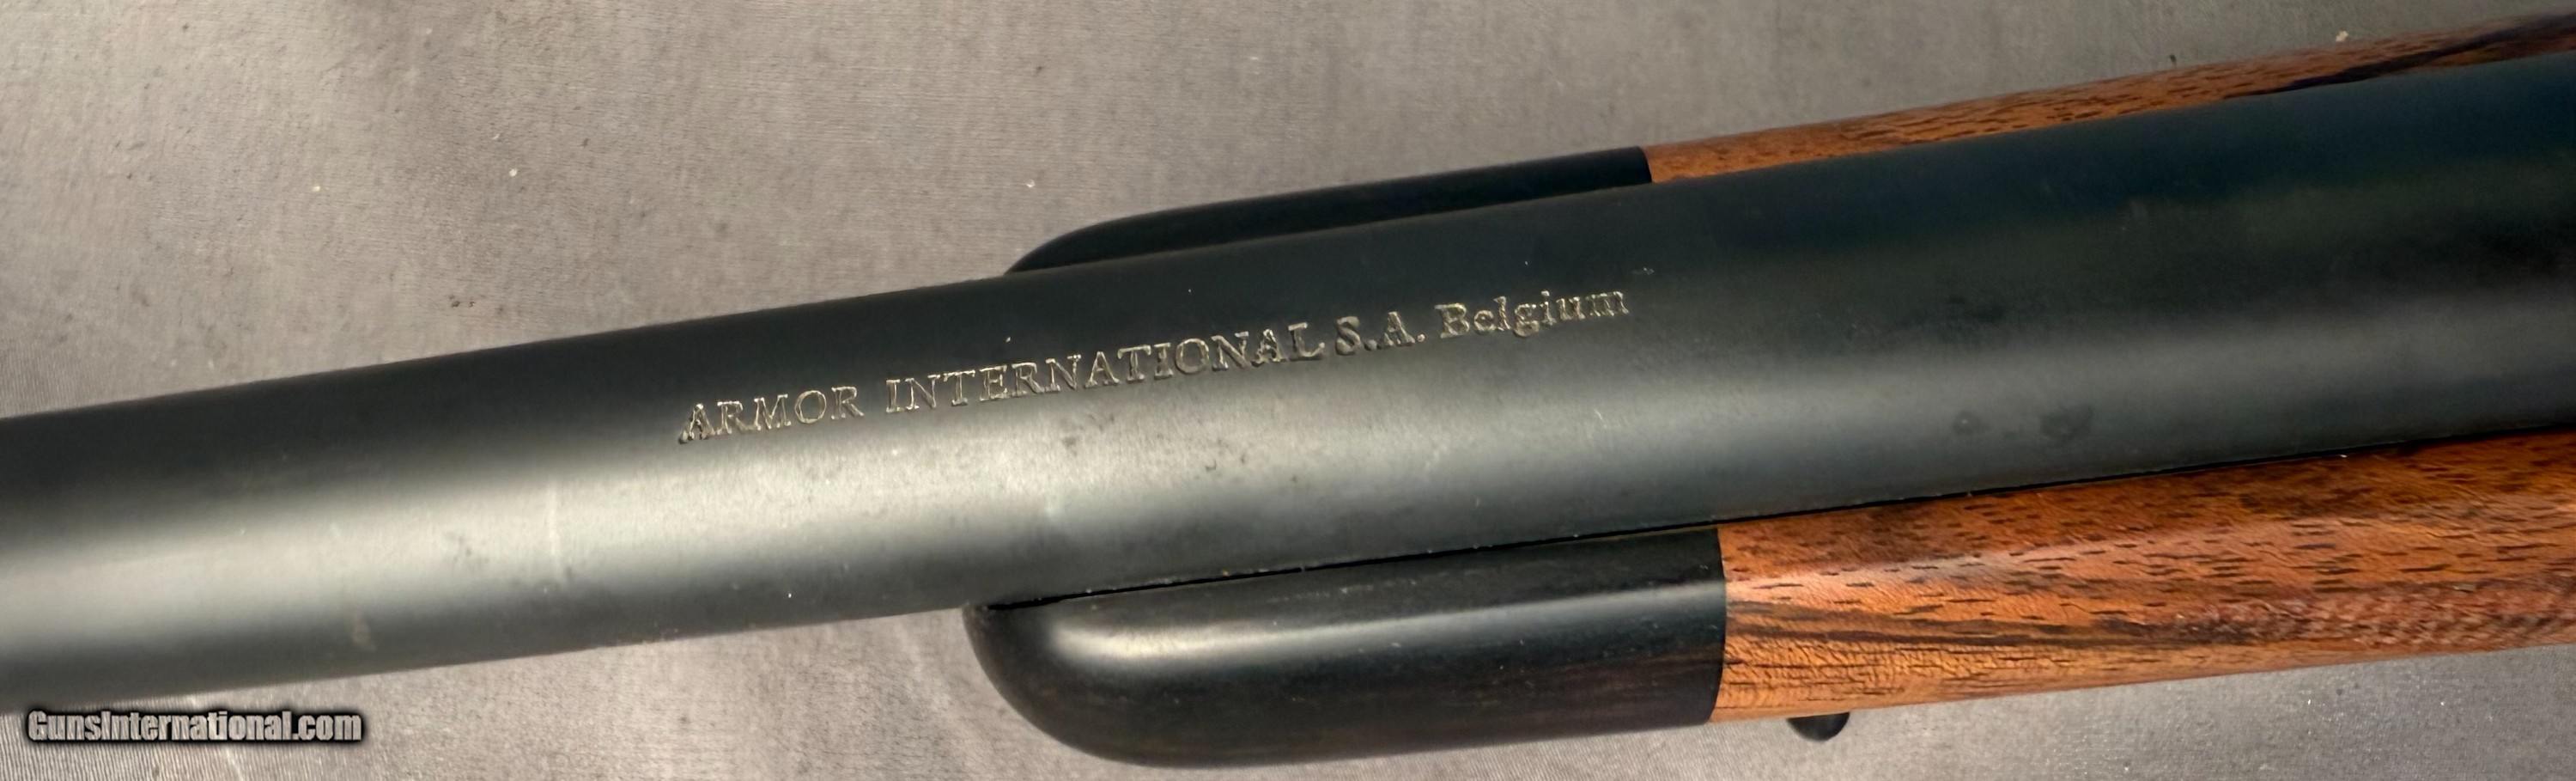 ARMOR INTERNATIONAL S.A. Belgium
GunsInternational.com